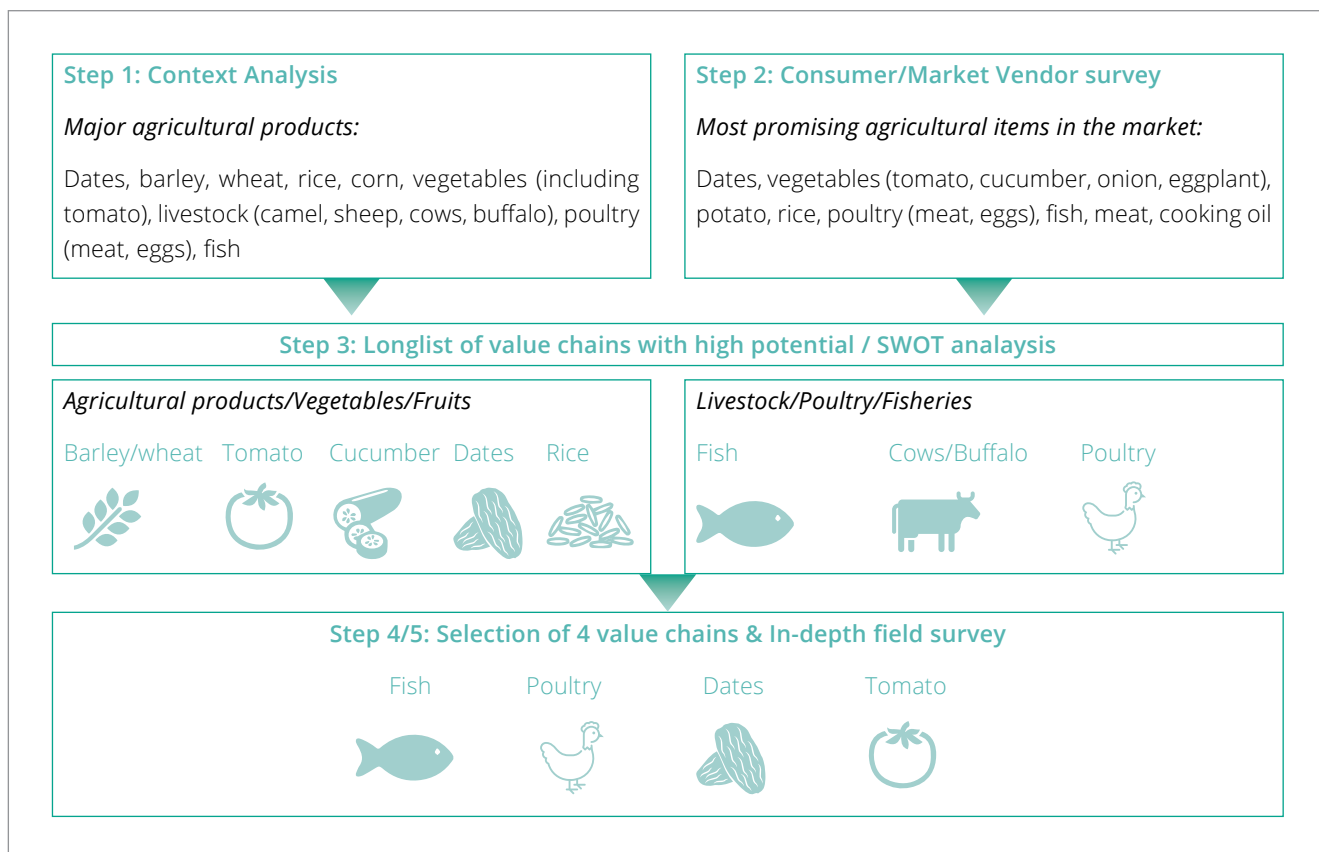 Step 1: Context Analysis
Major agricultural products:
Dates, barley, wheat, rice, corn, vegetables (including
tomato), livestock (camel, sheep, cows, buffalo), poultry
(meat, eggs), fish
Step 2: Consumer/Market Vendor survey
Most promising agricultural items in the market:
Dates, vegetables (tomato, cucumber, onion, eggplant),
potato, rice, poultry (meat, eggs), fish, meat, cooking oil
Step 3: Longlist of value chains with high potential / SWOT analaysis
Agricultural products/Vegetables/Fruits
Barley/wheat Tomato Cucumber Dates Rice
Livestock/Poultry/Fisheries
Fish Cows/Buffalo Poultry
Step 4/5: Selection of 4 value chains & In-depth field survey
Fish Poultry Dates Tomato